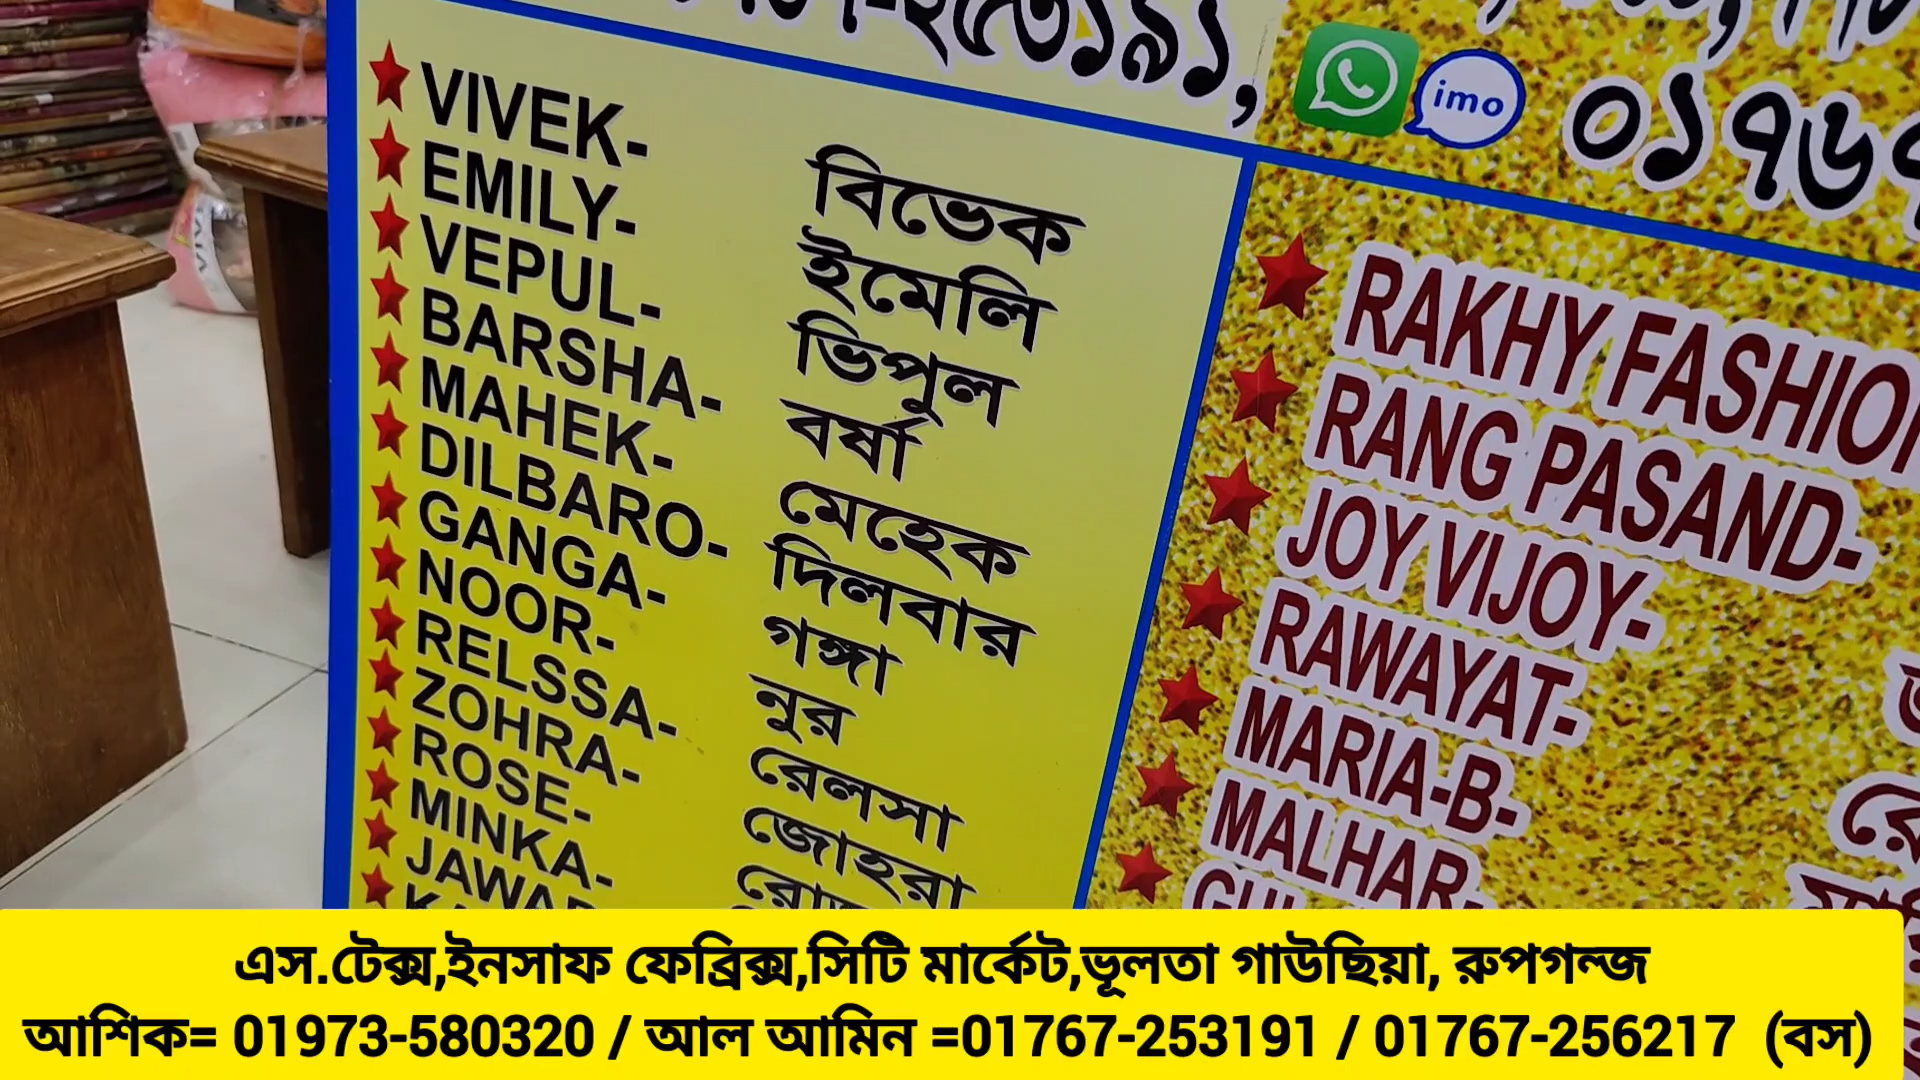 ২৫৩১৯১,
imo
VIVEK- বিভেক
EMILY- ইমেলি
VEPUL- ভিপুল
BARSHA- বর্ষা
MAHEK- মেহেক
DILBARO- দিলবার
GANGA- গঙ্গা
NOOR- নুর
RELSSA- রেলসা
ZOHRA- জোহরা
ROSE-
MINKA-
RAKHY FASHION
RANG PASAND-
JOY VIJOY-
RAWAYAT-
MARIA-B-
MALHAR-
এস.টেক্স,ইনসাফ ফেব্রিক্স,সিটি মার্কেট,ভূলতা গাউছিয়া, রুপগন্জ
আশিক= 01973-580320 / আল আমিন =01767-253191 / 01767-256217 (বস)